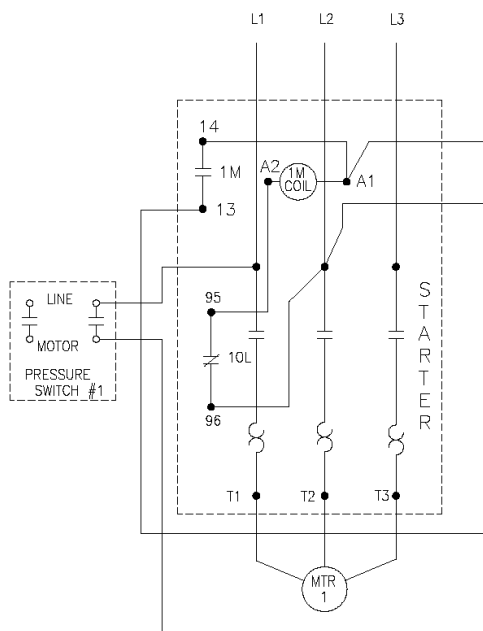 L1 L2 L3
14
1M
A2
1M
COIL
A1
13
LINE
MOTOR
PRESSURE
SWITCH #1
95
10L
96
STARTER
T1 T2 T3
MTR
1